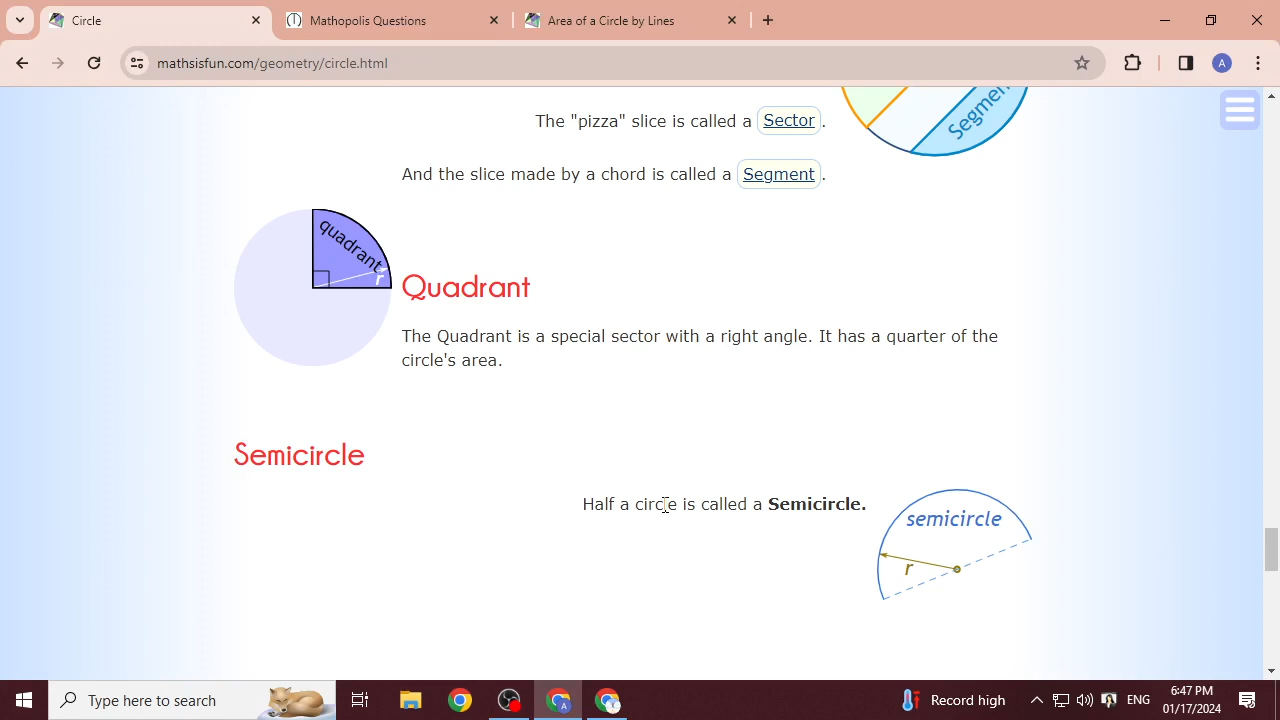 Circle
Mathopolis Questions
Area of a Circle by Lines
mathsisfun.com/geometry/circle.html
A
The "pizza" slice is called a Sector.
Segment
And the slice made by a chord is called a Segment.
quadrant
r
Quadrant
The Quadrant is a special sector with a right angle. It has a quarter of the
circle's area.
Semicircle
Half a circle is called a Semicircle.
semicircle
r
Type here to search
Record high
ENG
6:47 PM
01/17/2024